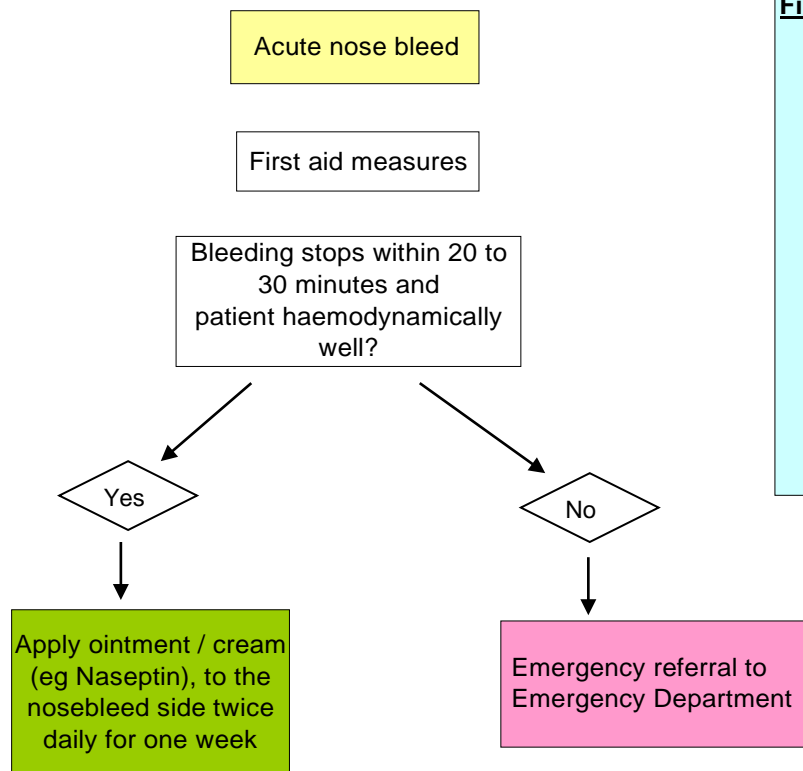 Acute nose bleed
First aid measures
Bleeding stops within 20 to
30 minutes and
patient haemodynamically
well?
Yes
No
Apply ointment / cream
(eg Naseptin), to the
nosebleed side twice
daily for one week
Emergency referral to
Emergency Department